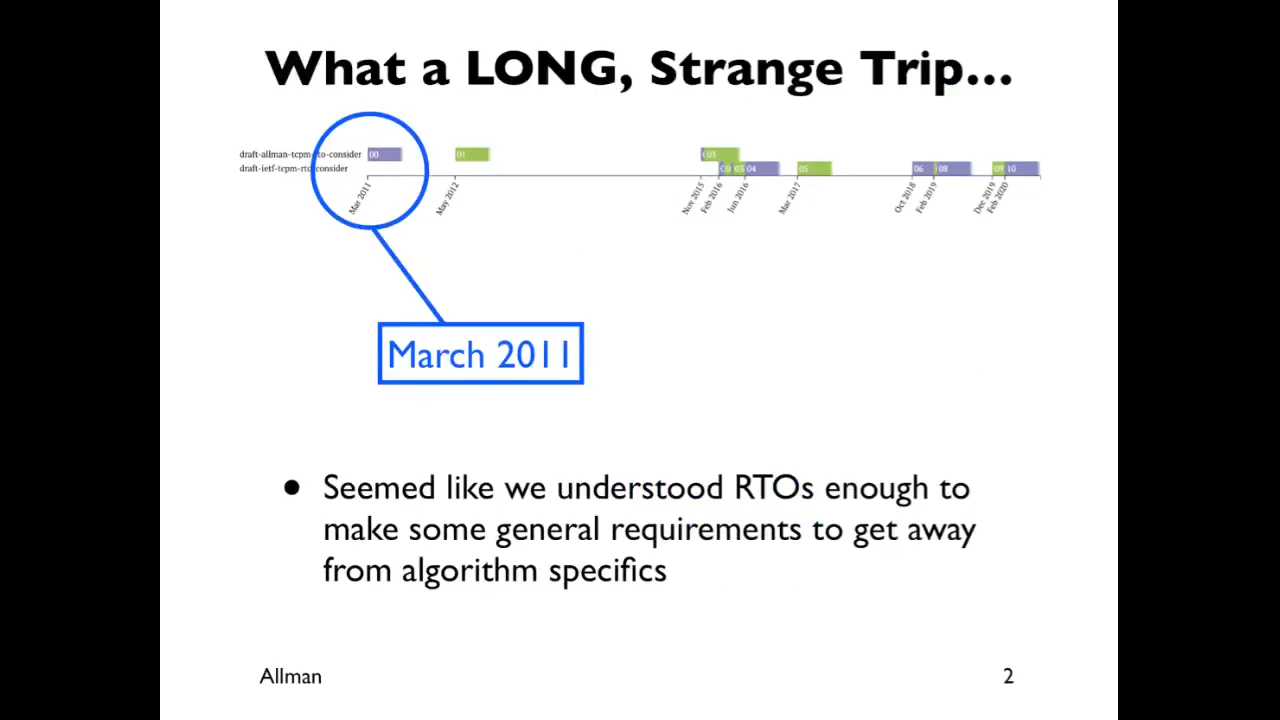 What a LONG, Strange Trip...
draft-allman-tcpm-rto-consider 00 01 03
draft-ietf-tcpm-rto-consider 03 04 05 06 08 09 10
Mar 2011 May 2012 Nov 2015 Feb 2016 Jun 2016 Mar 2017 Oct 2018 Feb 2019 Dec 2019 Feb 2020
March 2011
• Seemed like we understood RTOs enough to
make some general requirements to get away
from algorithm specifics
Allman 2